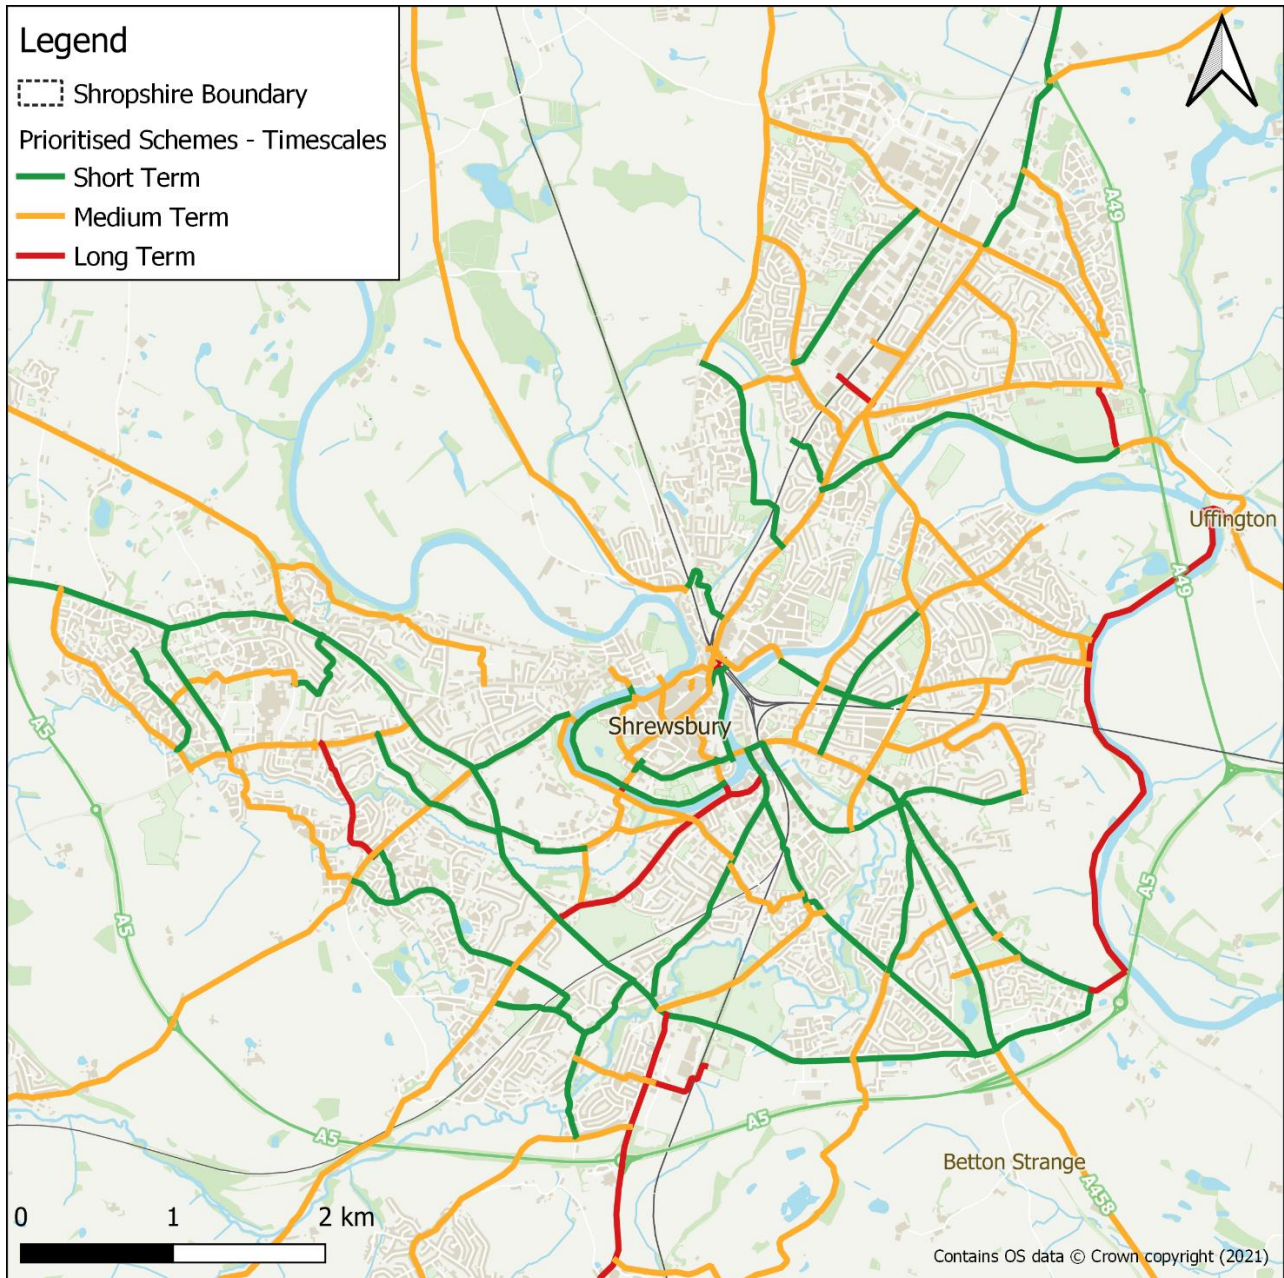 Legend
Shropshire Boundary
Prioritised Schemes - Timescales
Short Term
Medium Term
Long Term
A49
Uffington
A49
Shrewsbury
A5
A5
A5
A5
A5
Betton Strange
A458
0 1 2 km
Contains OS data © Crown copyright (2021)